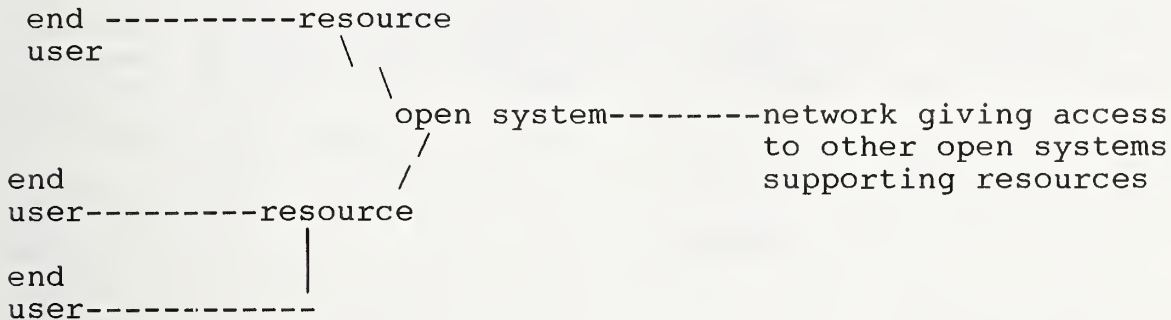 end ----------resource
user
open system--------network giving access
to other open systems
supporting resources
end
user---------resource
end
user-------------